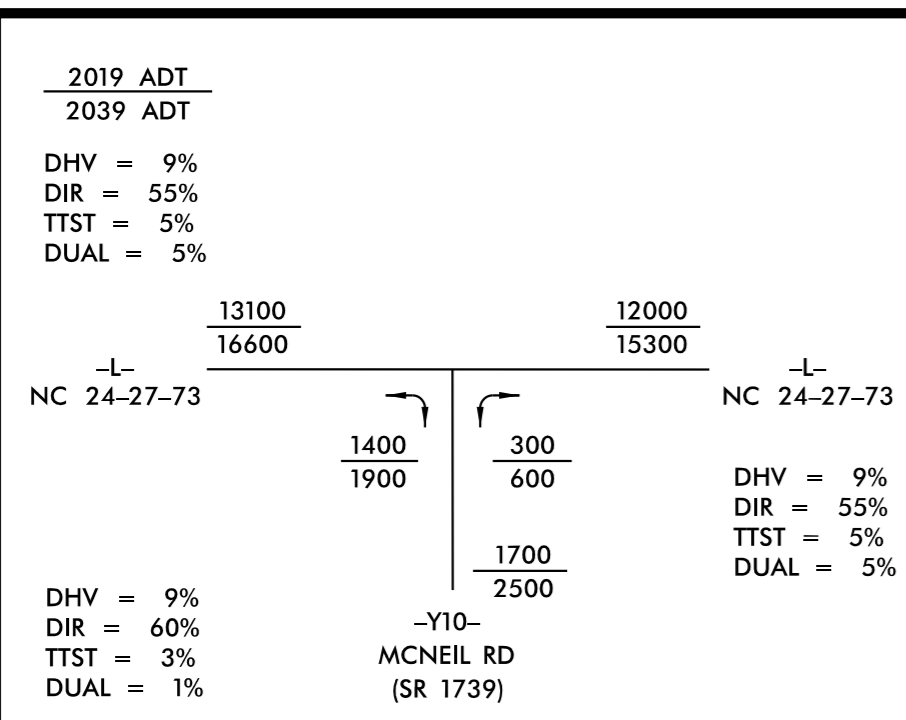 2019 ADT
2039 ADT
DHV = 9%
DIR = 55%
TTST = 5%
DUAL = 5%
13100
16600
12000
15300
–L–
NC 24–27–73
–L–
NC 24–27–73
1400
1900
300
600
DHV = 9%
DIR = 55%
TTST = 5%
DUAL = 5%
1700
2500
DHV = 9%
DIR = 60%
TTST = 3%
DUAL = 1%
–Y10–
MCNEIL RD
(SR 1739)